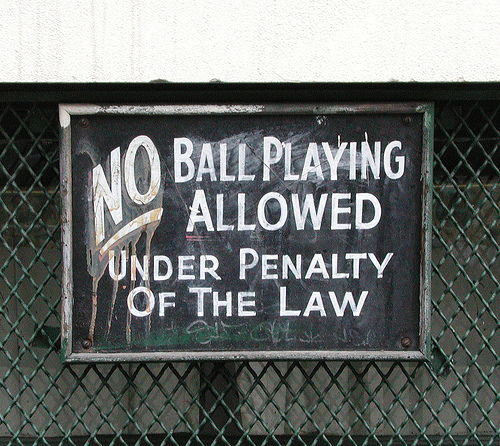 NO BALL PLAYING
ALLOWED
UNDER PENALTY
OF THE LAW